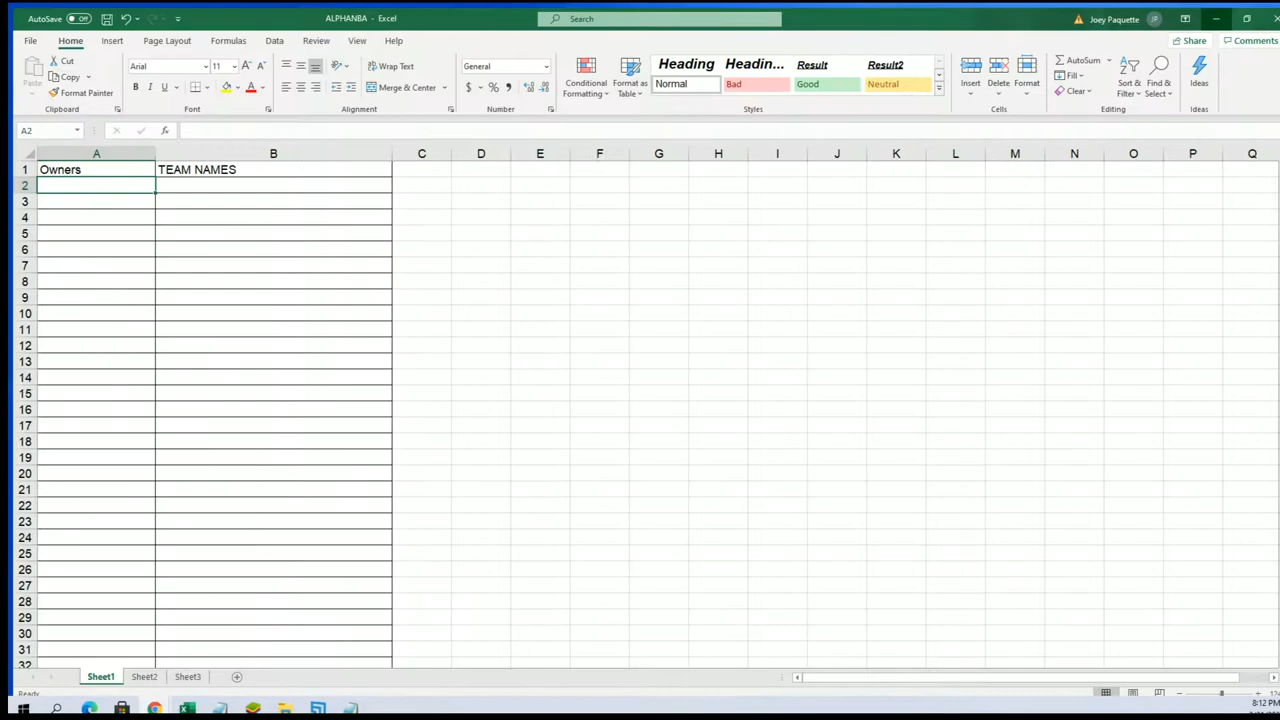 AutoSave Off ALPHANBA - Excel Search Joey Paquette JP
File Home Insert Page Layout Formulas Data Review View Help Share Comments
Paste Cut Copy Format Painter Clipboard
Arial 11 B I U A A A Font
Wrap Text Merge & Center Alignment
General $ % , Number
Conditional Formatting Format as Table
Heading Headin... Result Result2
Normal Bad Good Neutral Styles
Insert Delete Format Cells
AutoSum Fill Clear Sort & Filter Find & Select Editing
Ideas Ideas
A2 fx
A B C D E F G H I J K L M N O P Q
1 Owners TEAM NAMES
2
3
4
5
6
7
8
9
10
11
12
13
14
15
16
17
18
19
20
21
22
23
24
25
26
27
28
29
30
31
32
Sheet1 Sheet2 Sheet3
Ready
8:12 PM